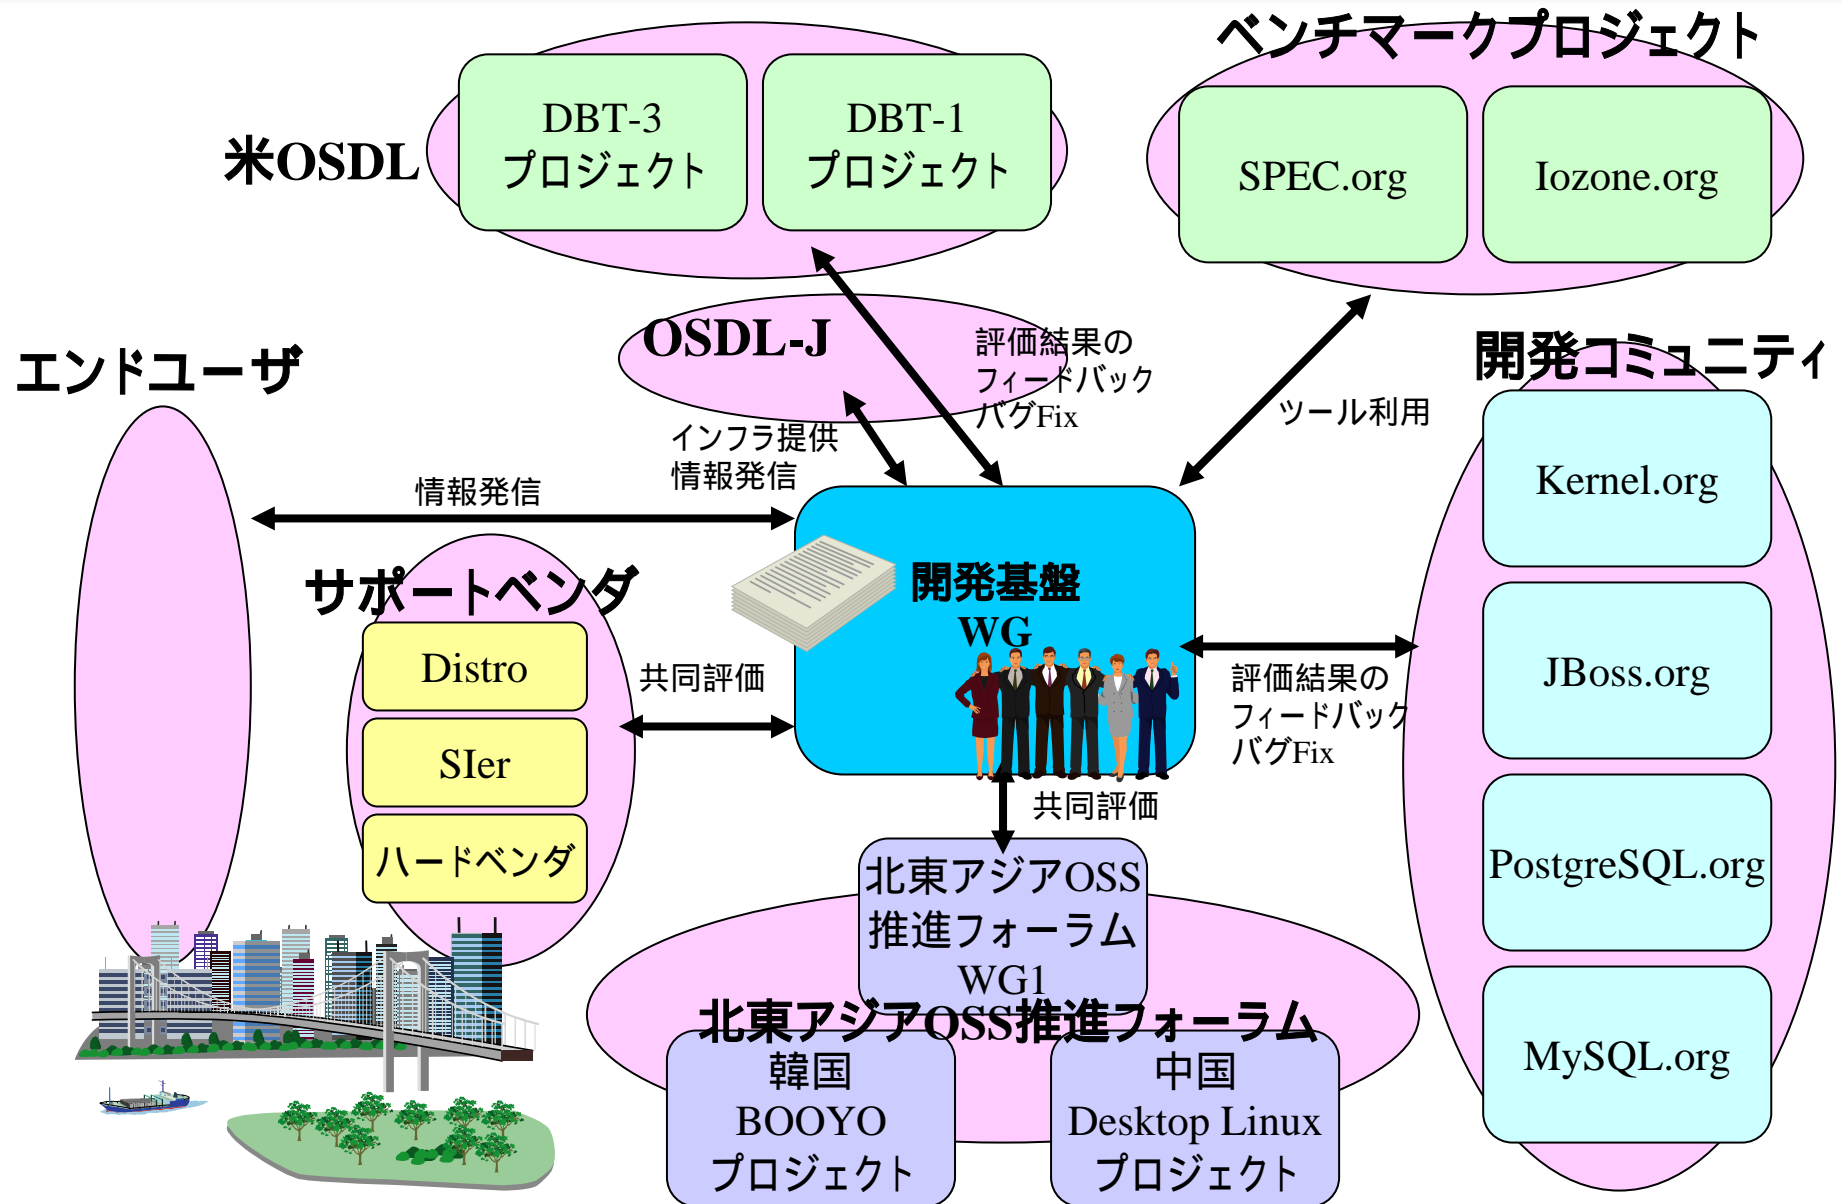 ベンチマークプロジェクト
米OSDL
DBT-3
プロジェクト
DBT-1
プロジェクト
SPEC.org
Iozone.org
OSDL-J
評価結果の
フィードバック
バグFix
ツール利用
インフラ提供
情報発信
エンドユーザ
情報発信
開発コミュニティ
Kernel.org
JBoss.org
PostgreSQL.org
MySQL.org
サポートベンダ
Distro
SIer
ハードベンダ
共同評価
開発基盤
WG
評価結果の
フィードバック
バグFix
共同評価
北東アジアOSS
推進フォーラム
WG1
北東アジアOSS推進フォーラム
韓国
BOOYO
プロジェクト
中国
Desktop Linux
プロジェクト